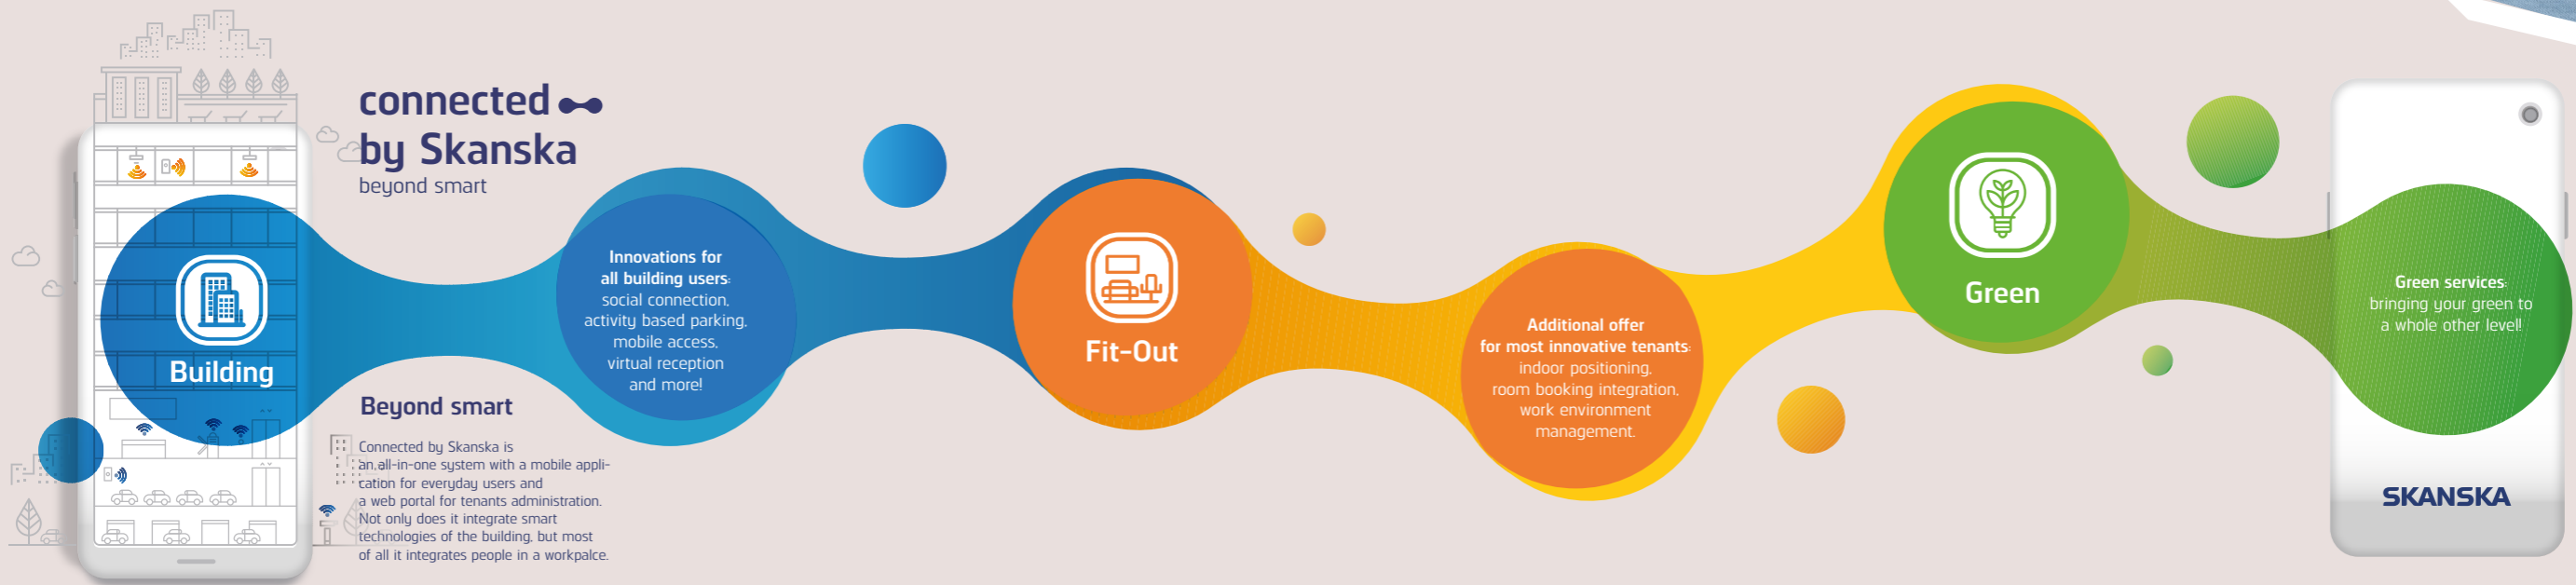 connected
by Skanska
beyond smart
Building
Beyond smart
Connected by Skanska is
an all-in-one system with a mobile appli-
cation for everyday users and
a web portal for tenants administration.
Not only does it integrate smart
technologies of the building, but most
of all it integrates people in a workpalce.
Innovations for
all building users:
social connection,
activity based parking,
mobile access,
virtual reception
and more!
Fit-Out
Additional offer
for most innovative tenants:
indoor positioning,
room booking integration,
work environment
management.
Green
Green services:
bringing your green to
a whole other level!
SKANSKA